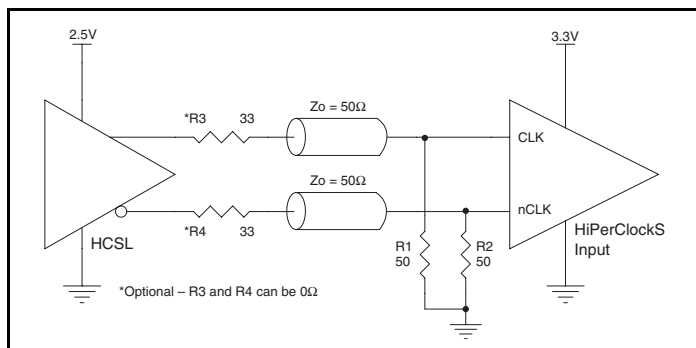 2.5V
3.3V
*R3 33
Zo = 50Ω
CLK
Zo = 50Ω
nCLK
*R4 33
HCSL
R1
50
R2
50
HiPerClockS
Input
*Optional – R3 and R4 can be 0Ω